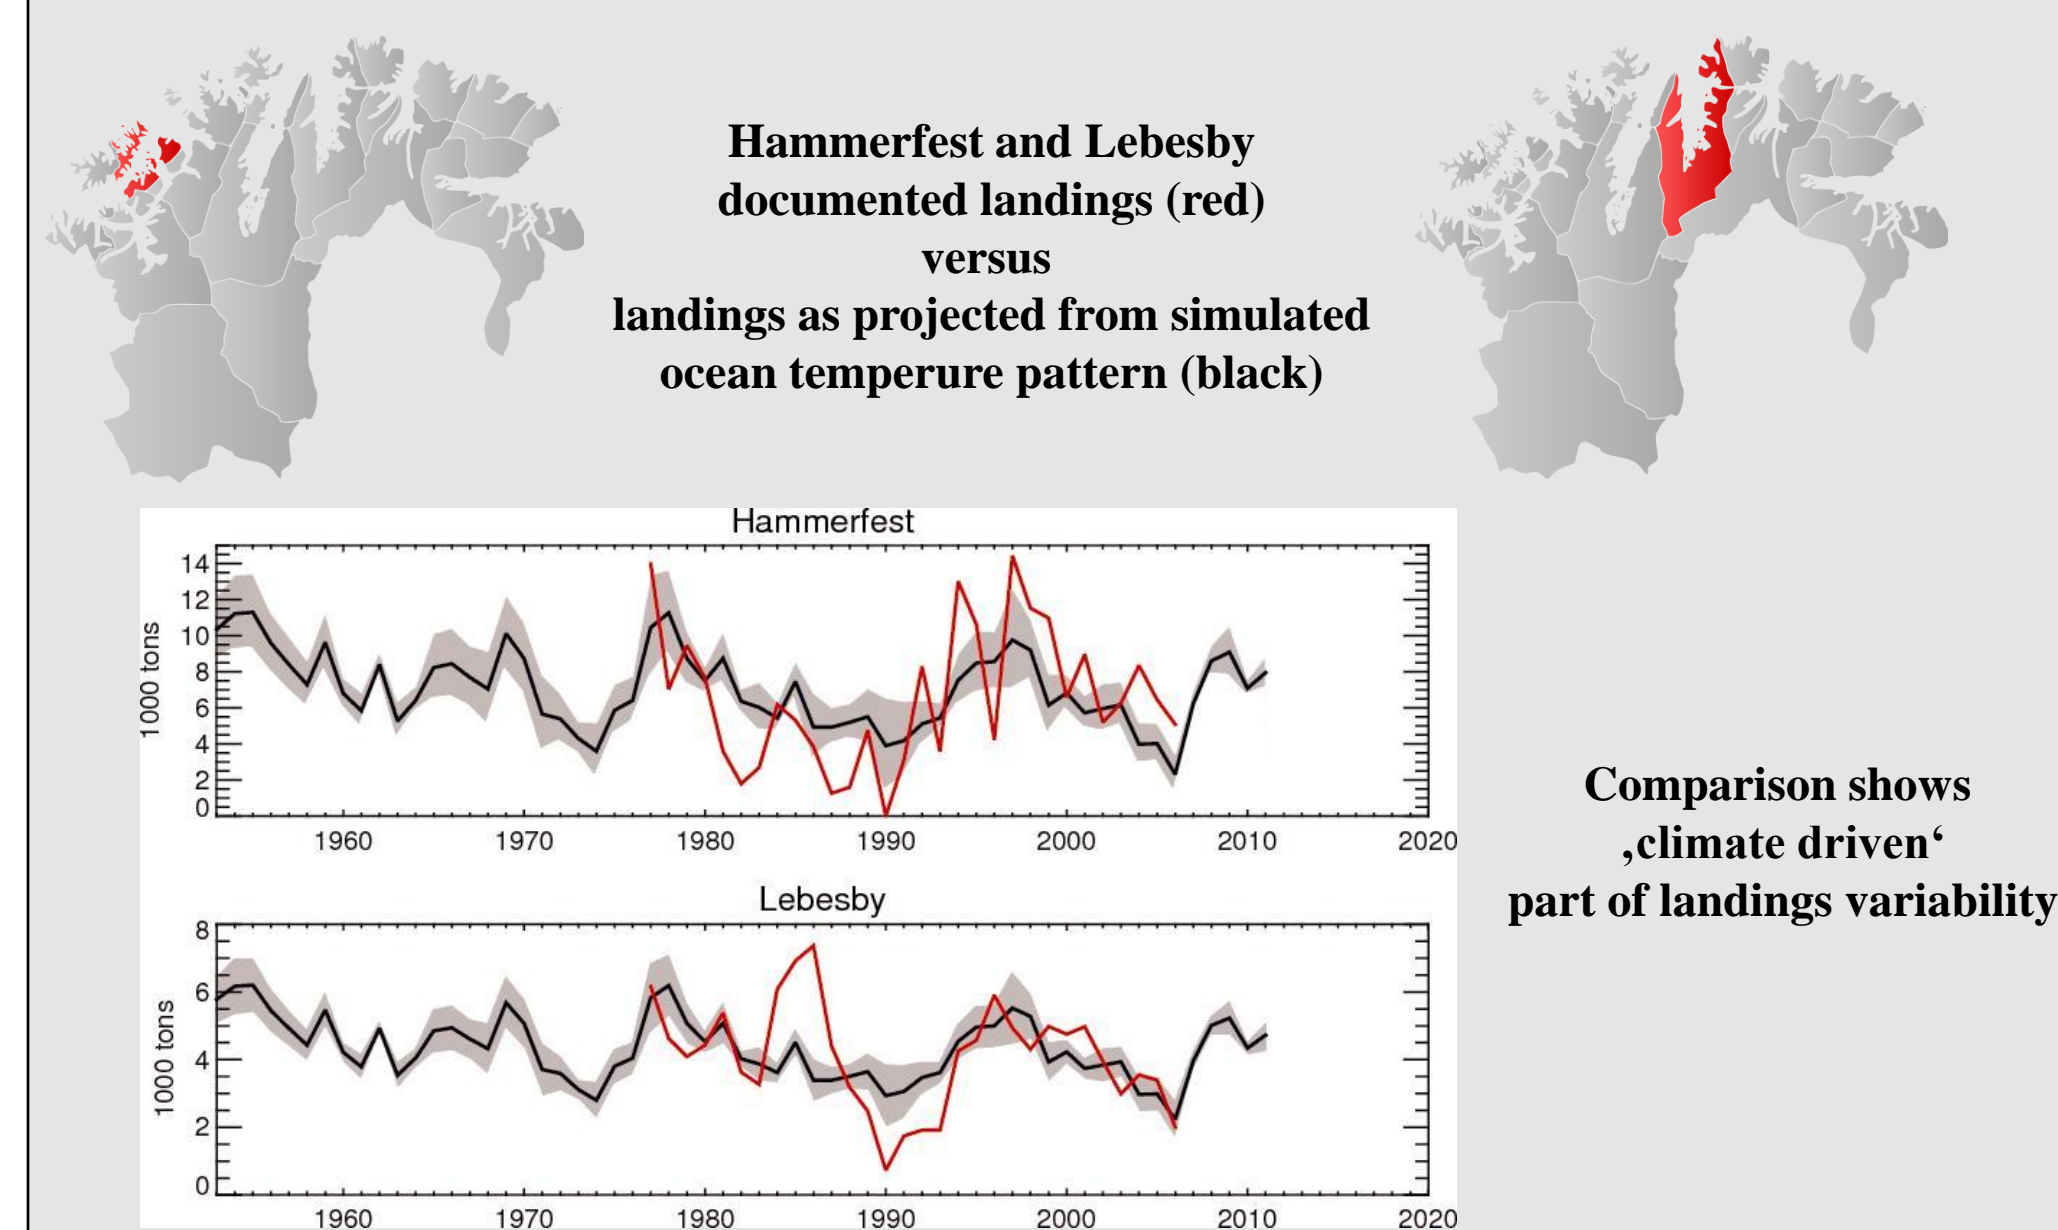 Hammerfest and Lebesby
documented landings (red)
versus
landings as projected from simulated
ocean temperure pattern (black)
Hammerfest
1000 tons
14
12
10
8
6
4
2
0
1960 1970 1980 1990 2000 2010 2020
Lebesby
1000 tons
8
6
4
2
0
1960 1970 1980 1990 2000 2010 2020
Comparison shows
‚climate driven‘
part of landings variability